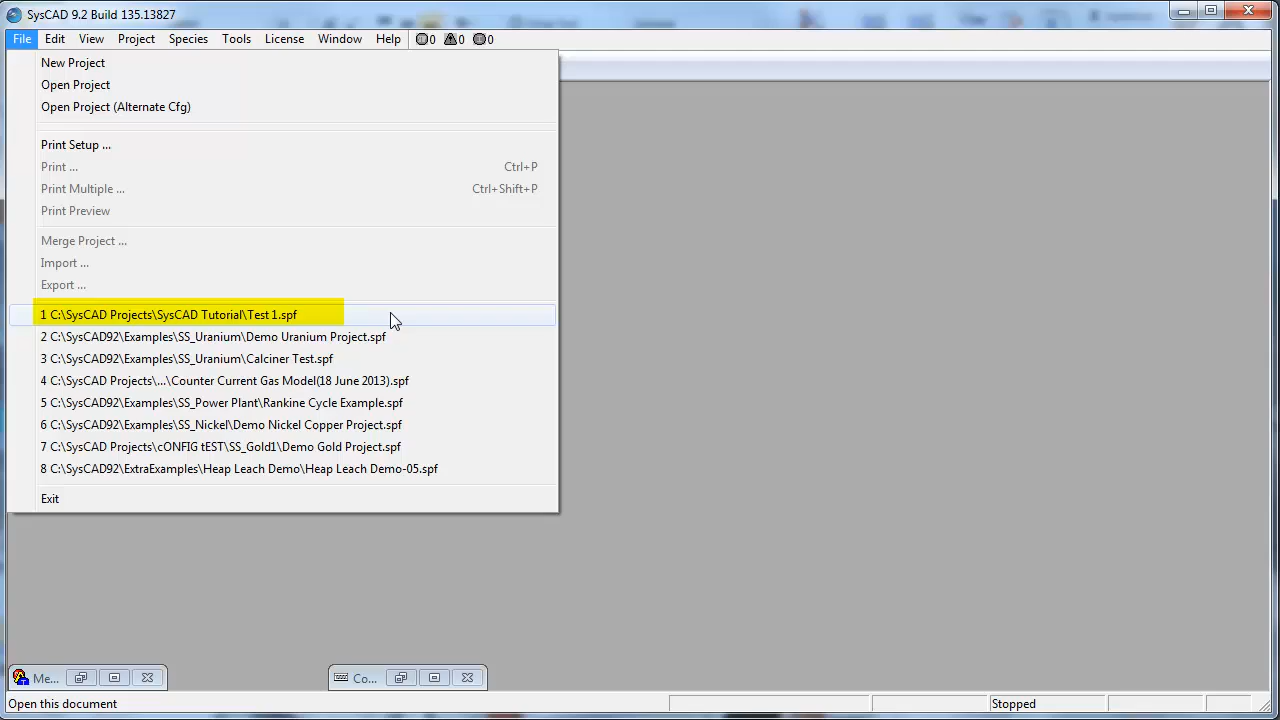 SysCAD 9.2 Build 135.13827
File Edit View Project Species Tools License Window Help 0 0 0
New Project
Open Project
Open Project (Alternate Cfg)
Print Setup ...
Print ... Ctrl+P
Print Multiple ... Ctrl+Shift+P
Print Preview
Merge Project ...
Import ...
Export ...
1 C:\SysCAD Projects\SysCAD Tutorial\Test 1.spf
2 C:\SysCAD92\Examples\SS_Uranium\Demo Uranium Project.spf
3 C:\SysCAD92\Examples\SS_Uranium\Calciner Test.spf
4 C:\SysCAD Projects\...\Counter Current Gas Model(18 June 2013).spf
5 C:\SysCAD92\Examples\SS_Power Plant\Rankine Cycle Example.spf
6 C:\SysCAD92\Examples\SS_Nickel\Demo Nickel Copper Project.spf
7 C:\SysCAD Projects\cONFIG tEST\SS_Gold1\Demo Gold Project.spf
8 C:\SysCAD92\ExtraExamples\Heap Leach Demo\Heap Leach Demo-05.spf
Exit
Me... Co...
Open this document Stopped